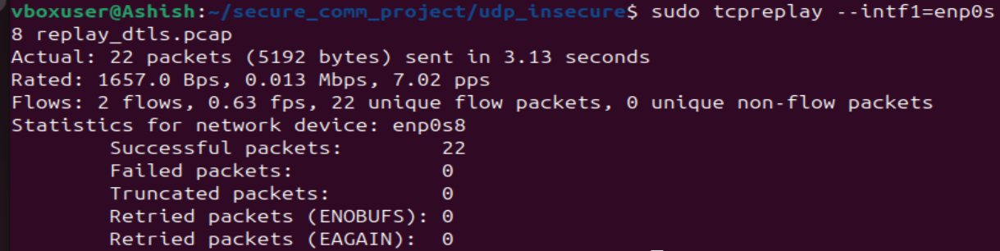 vboxuser@Ashish:~/secure_comm_project/udp_insecure$ sudo tcpreplay --intf1=enp0s
8 replay_dtls.pcap
Actual: 22 packets (5192 bytes) sent in 3.13 seconds
Rated: 1657.0 Bps, 0.013 Mbps, 7.02 pps
Flows: 2 flows, 0.63 fps, 22 unique flow packets, 0 unique non-flow packets
Statistics for network device: enp0s8
        Successful packets:        22
        Failed packets:            0
        Truncated packets:         0
        Retried packets (ENOBUFS): 0
        Retried packets (EAGAIN):  0